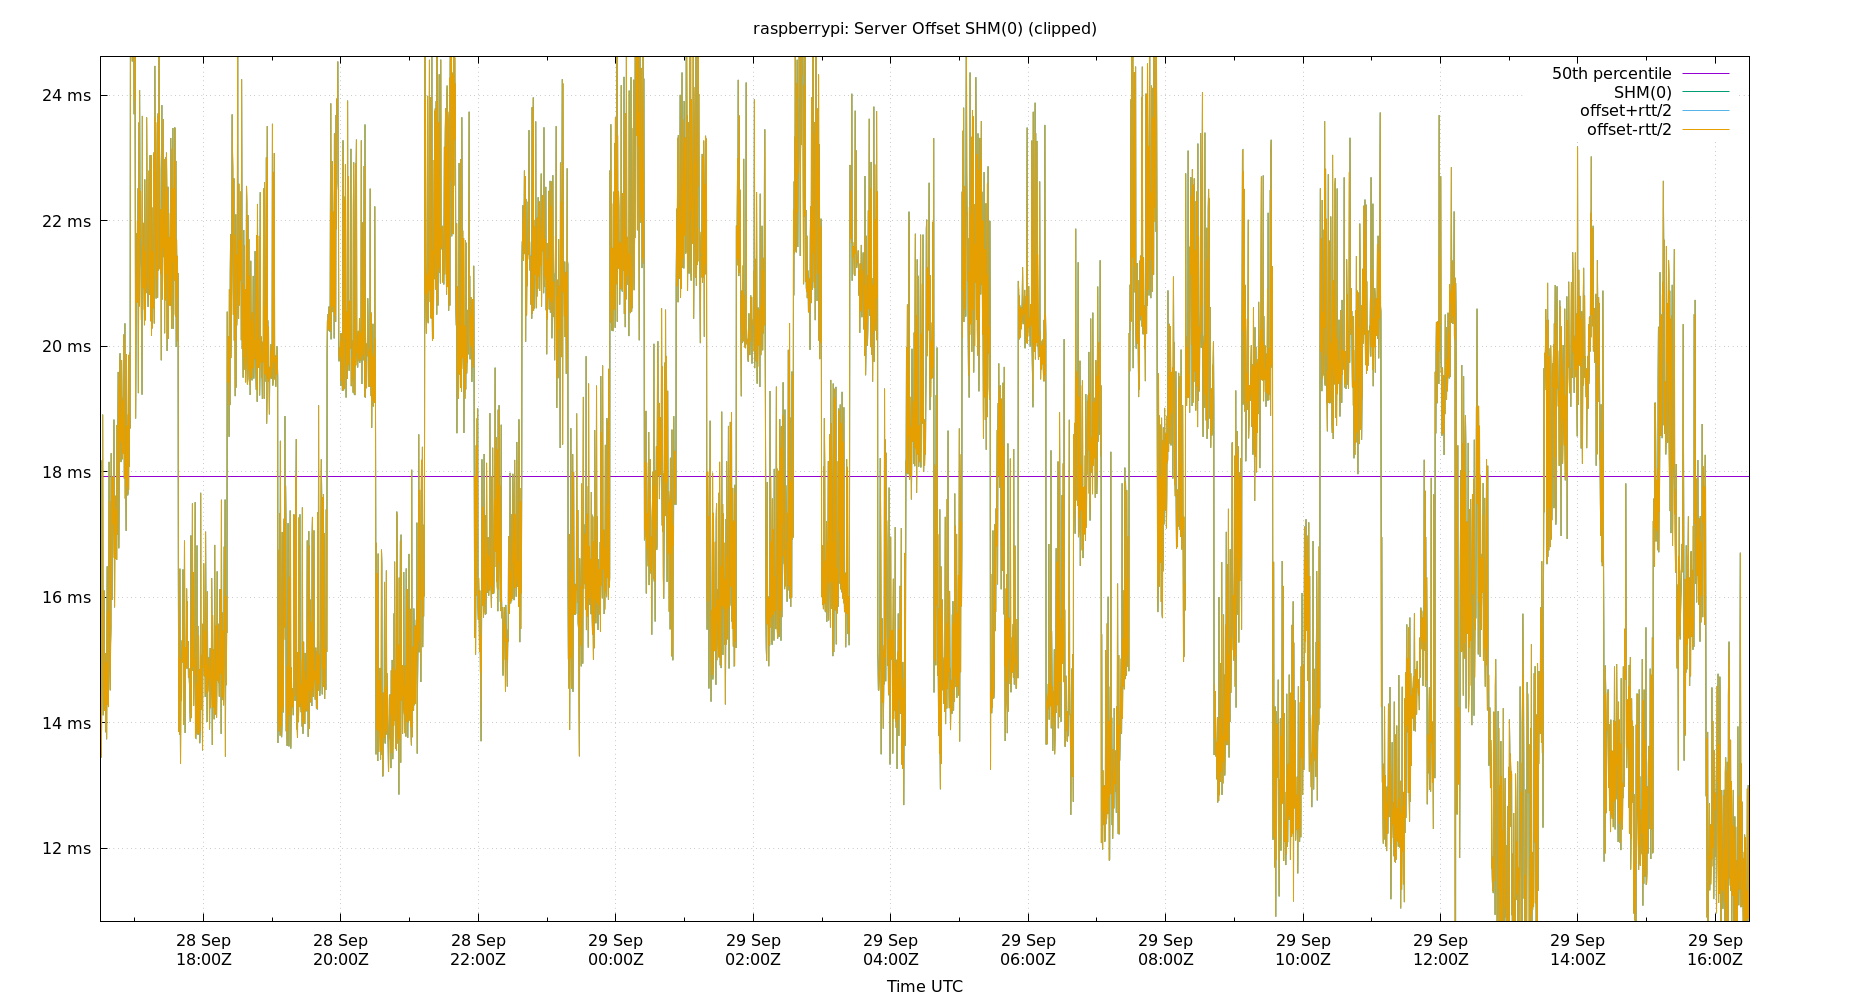 raspberrypi: Server Offset SHM(0) (clipped)
50th percentile
SHM(0)
offset+rtt/2
offset-rtt/2
24 ms
22 ms
20 ms
18 ms
16 ms
14 ms
12 ms
28 Sep 28 Sep 28 Sep 29 Sep 29 Sep 29 Sep 29 Sep 29 Sep 29 Sep 29 Sep 29 Sep 29 Sep
18:00Z 20:00Z 22:00Z 00:00Z 02:00Z 04:00Z 06:00Z 08:00Z 10:00Z 12:00Z 14:00Z 16:00Z
Time UTC